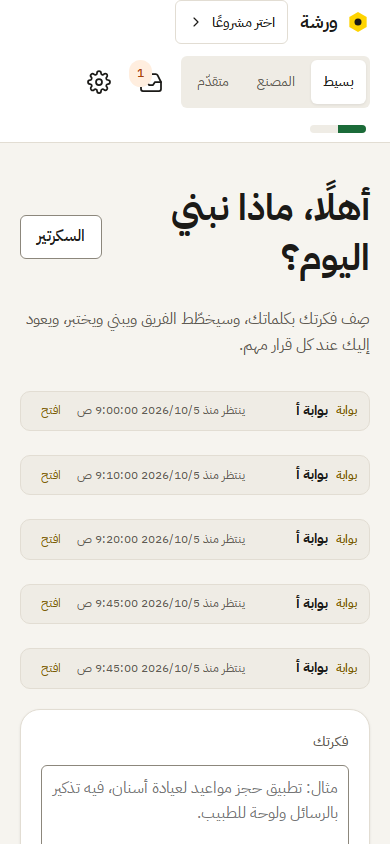 ورشة
اختر مشروعًا
بسيط
المصنع
متقدّم
1
أهلًا، ماذا نبني
اليوم؟
السكرتير
صِف فكرتك بكلماتك، وسيخطّط الفريق ويبني ويختبر، ويعود
إليك عند كل قرار مهم.
بوابة بوابة أ ينتظر منذ 2026/10/5 9:00:00 ص افتح
بوابة بوابة أ ينتظر منذ 2026/10/5 9:10:00 ص افتح
بوابة بوابة أ ينتظر منذ 2026/10/5 9:20:00 ص افتح
بوابة بوابة أ ينتظر منذ 2026/10/5 9:45:00 ص افتح
بوابة بوابة أ ينتظر منذ 2026/10/5 9:45:00 ص افتح
فكرتك
مثال: تطبيق حجز مواعيد لعيادة أسنان، فيه تذكير
بالرسائل ولوحة للطبيب.